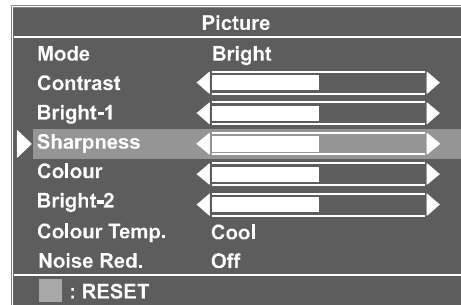 Picture
Mode Bright
Contrast
Bright-1
Sharpness
Colour
Bright-2
Colour Temp. Cool
Noise Red. Off
: RESET